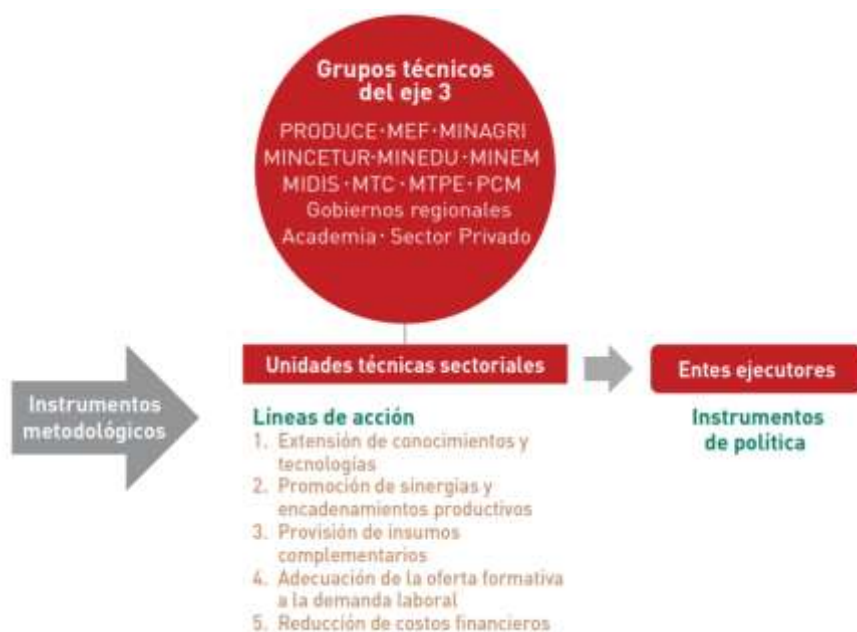 Grupos técnicos
del eje 3
PRODUCE·MEF·MINAGRI
MINCETUR·MINEDU·MINEM
MIDIS·MTC·MTPE·PCM
Gobiernos regionales
Academia·Sector Privado
Unidades técnicas sectoriales
Entes ejecutores
Instrumentos
metodológicos
Líneas de acción
1. Extensión de conocimientos y
tecnologías
2. Promoción de sinergias y
encadenamientos productivos
3. Provisión de insumos
complementarios
4. Adecuación de la oferta formativa
a la demanda laboral
5. Reducción de costos financieros
Instrumentos
de política